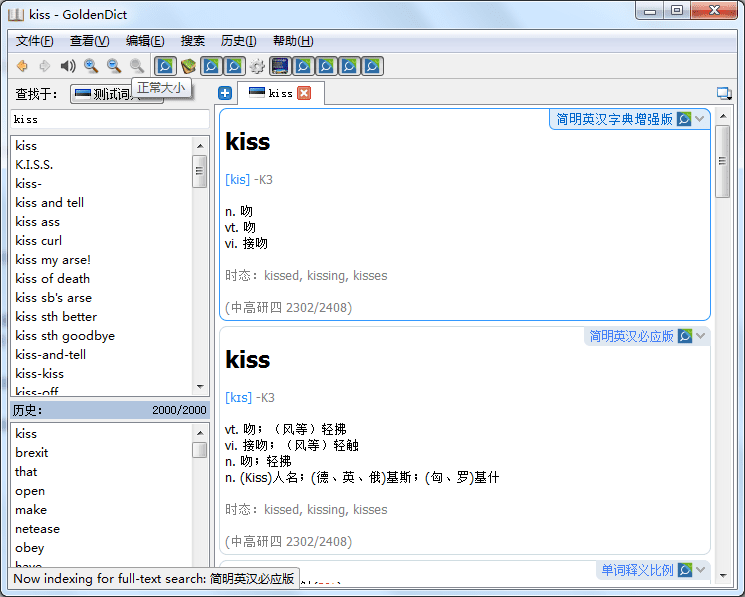 kiss - GoldenDict
文件(F) 查看(V) 编辑(E) 搜索 历史(I) 帮助(H)
查找于: 测试词
正常大小
kiss
kiss
kiss
K.I.S.S.
kiss-
kiss and tell
kiss ass
kiss curl
kiss my arse!
kiss of death
kiss sb's arse
kiss sth better
kiss sth goodbye
kiss-and-tell
kiss-kiss
kiss-off
历史: 2000/2000
kiss
brexit
that
open
make
netease
obey
have
Now indexing for full-text search: 简明英汉必应版
简明英汉字典增强版
kiss
[kis] -K3
n. 吻
vt. 吻
vi. 接吻
时态: kissed, kissing, kisses
(中高研四 2302/2408)
简明英汉必应版
kiss
[kɪs] -K3
vt. 吻；（风等）轻拂
vi. 接吻；（风等）轻触
n. 吻；轻拂
n. (Kiss)人名；(德、英、俄)基斯；(匈、罗)基什
时态: kissed, kissing, kisses
(中高研四 2302/2408)
单词释义比例